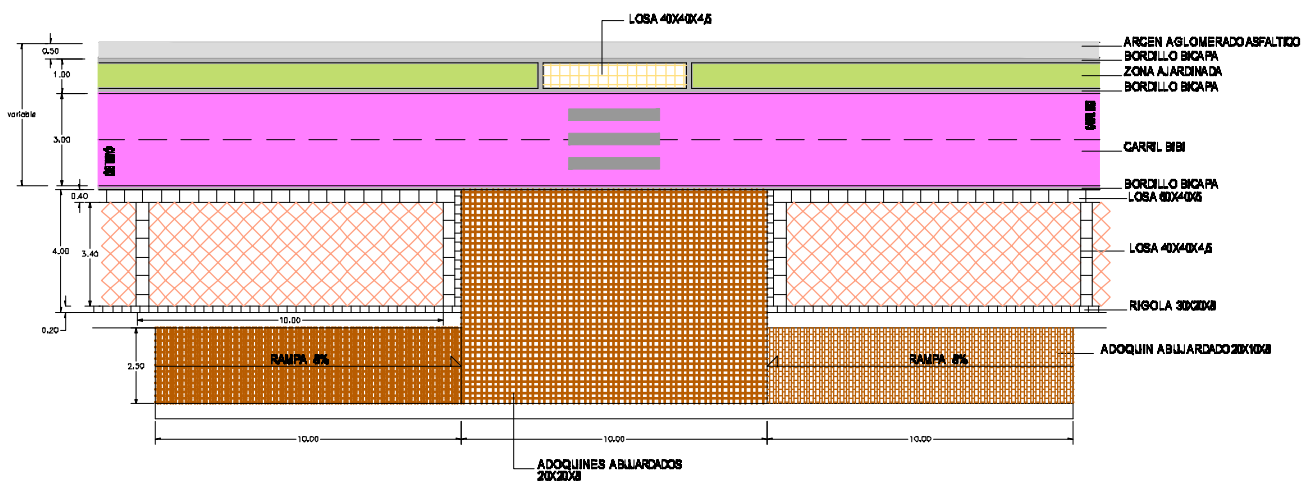 LOSA 40X40X4,5
ARCEN AGLOMERADO ASFALTICO
BORDILLO BICAPA
ZONA AJARDINADA
BORDILLO BICAPA
0.50
1.00
variable
3.00
CARRIL BIBI
BORDILLO BICAPA
LOSA 60X40X5
0.40
4.00
3.40
LOSA 40X40X4,5
RIGOLA 30X20X8
0.20
10.00
ADOQUIN ABUJARDADO 20X10X8
RAMPA 8%
RAMPA 8%
2.50
10.00
10.00
10.00
ADOQUINES ABUJARDADOS
20X20X8